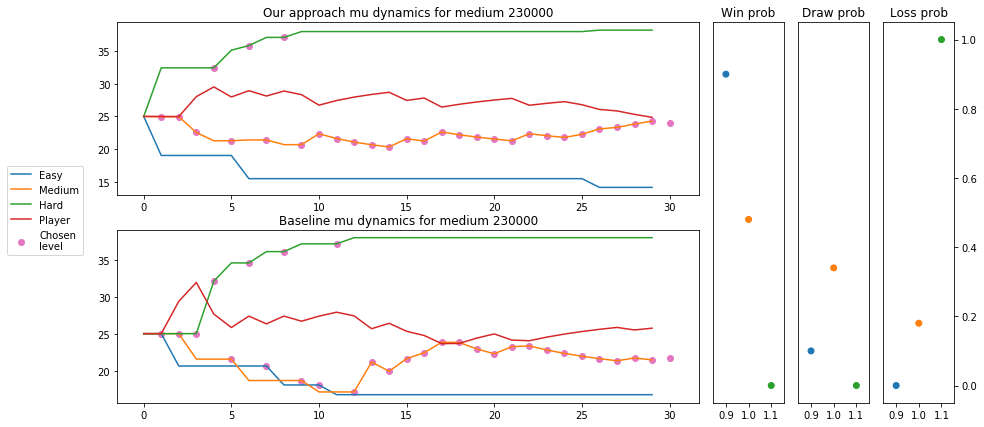 Our approach mu dynamics for medium 230000
35
30
25
20
15
0 5 10 15 20 25 30
Baseline mu dynamics for medium 230000
35
30
25
20
0 5 10 15 20 25 30
Easy
Medium
Hard
Player
Chosen
level
Win prob
0.9 1.0 1.1
Draw prob
0.9 1.0 1.1
Loss prob
1.0
0.8
0.6
0.4
0.2
0.0
0.9 1.0 1.1